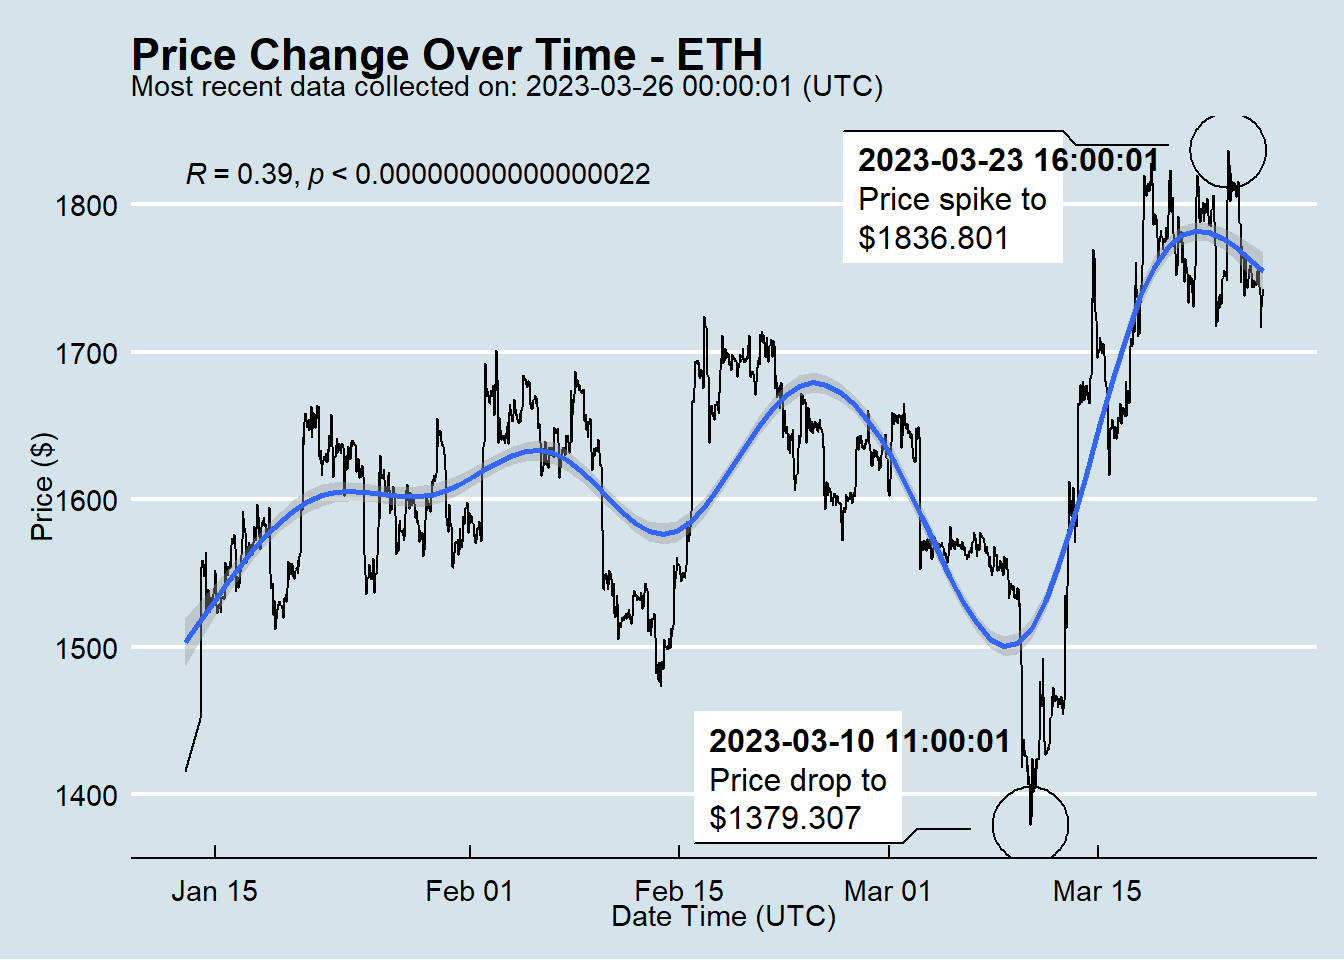 Price Change Over Time - ETH
Most recent data collected on: 2023-03-26 00:00:01 (UTC)
R = 0.39, p < 0.00000000000000022
2023-03-23 16:00:01
Price spike to
$1836.801
1800
1700
1600
1500
1400
Price ($)
2023-03-10 11:00:01
Price drop to
$1379.307
Jan 15
Feb 01
Feb 15
Mar 01
Mar 15
Date Time (UTC)